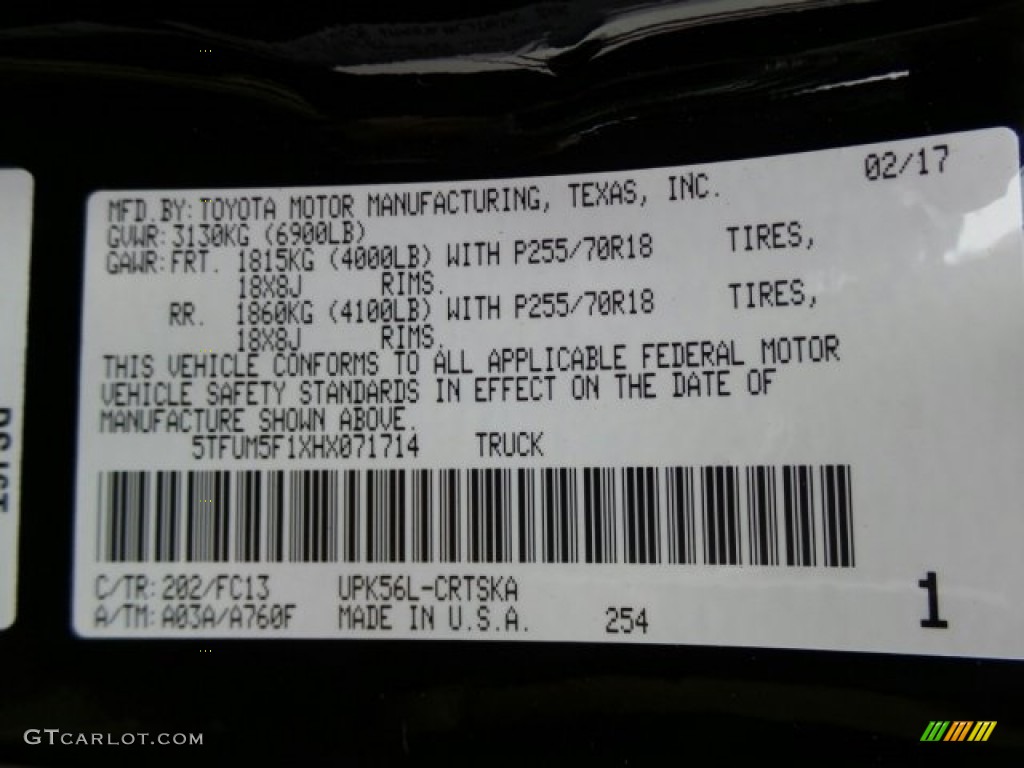 02/17
MFD.BY:TOYOTA MOTOR MANUFACTURING, TEXAS, INC.
GVWR:3130KG (6900LB)
GAWR:FRT. 1815KG (4000LB) WITH P255/70R18 TIRES,
18X8J RIMS.
RR. 1860KG (4100LB) WITH P255/70R18 TIRES,
18X8J RIMS.
THIS VEHICLE CONFORMS TO ALL APPLICABLE FEDERAL MOTOR
VEHICLE SAFETY STANDARDS IN EFFECT ON THE DATE OF
MANUFACTURE SHOWN ABOVE.
5TFUM5F1XHX071714 TRUCK
C/TR:202/FC13 UPK56L-CRTSKA
A/TM:A03A/A760F MADE IN U.S.A. 254
1
GTCARLOT.COM